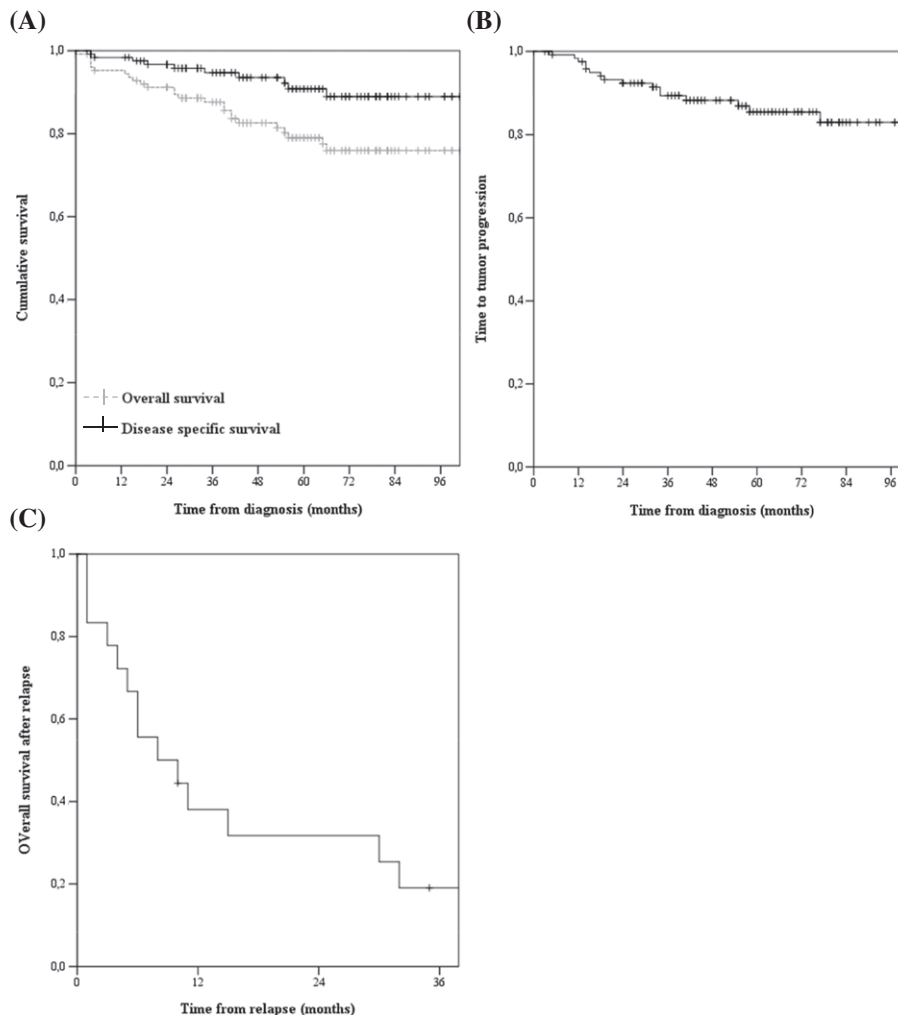 (A)
1,0
0,8
0,6
0,4
0,2
0,0
Cumulative survival
Overall survival
Disease specific survival
0 12 24 36 48 60 72 84 96
Time from diagnosis (months)
(B)
1,0
0,8
0,6
0,4
0,2
0,0
Time to tumor progression
0 12 24 36 48 60 72 84 96
Time from diagnosis (months)
(C)
1,0
0,8
0,6
0,4
0,2
0,0
OVerall survival after relapse
0 12 24 36
Time from relapse (months)